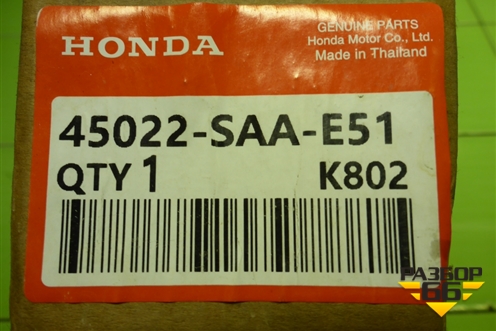 HONDA
GENUINE PARTS
Honda Motor Co., Ltd.
Made in Thailand
45022-SAA-E51
QTY 1 K802
РАЗБОР
66